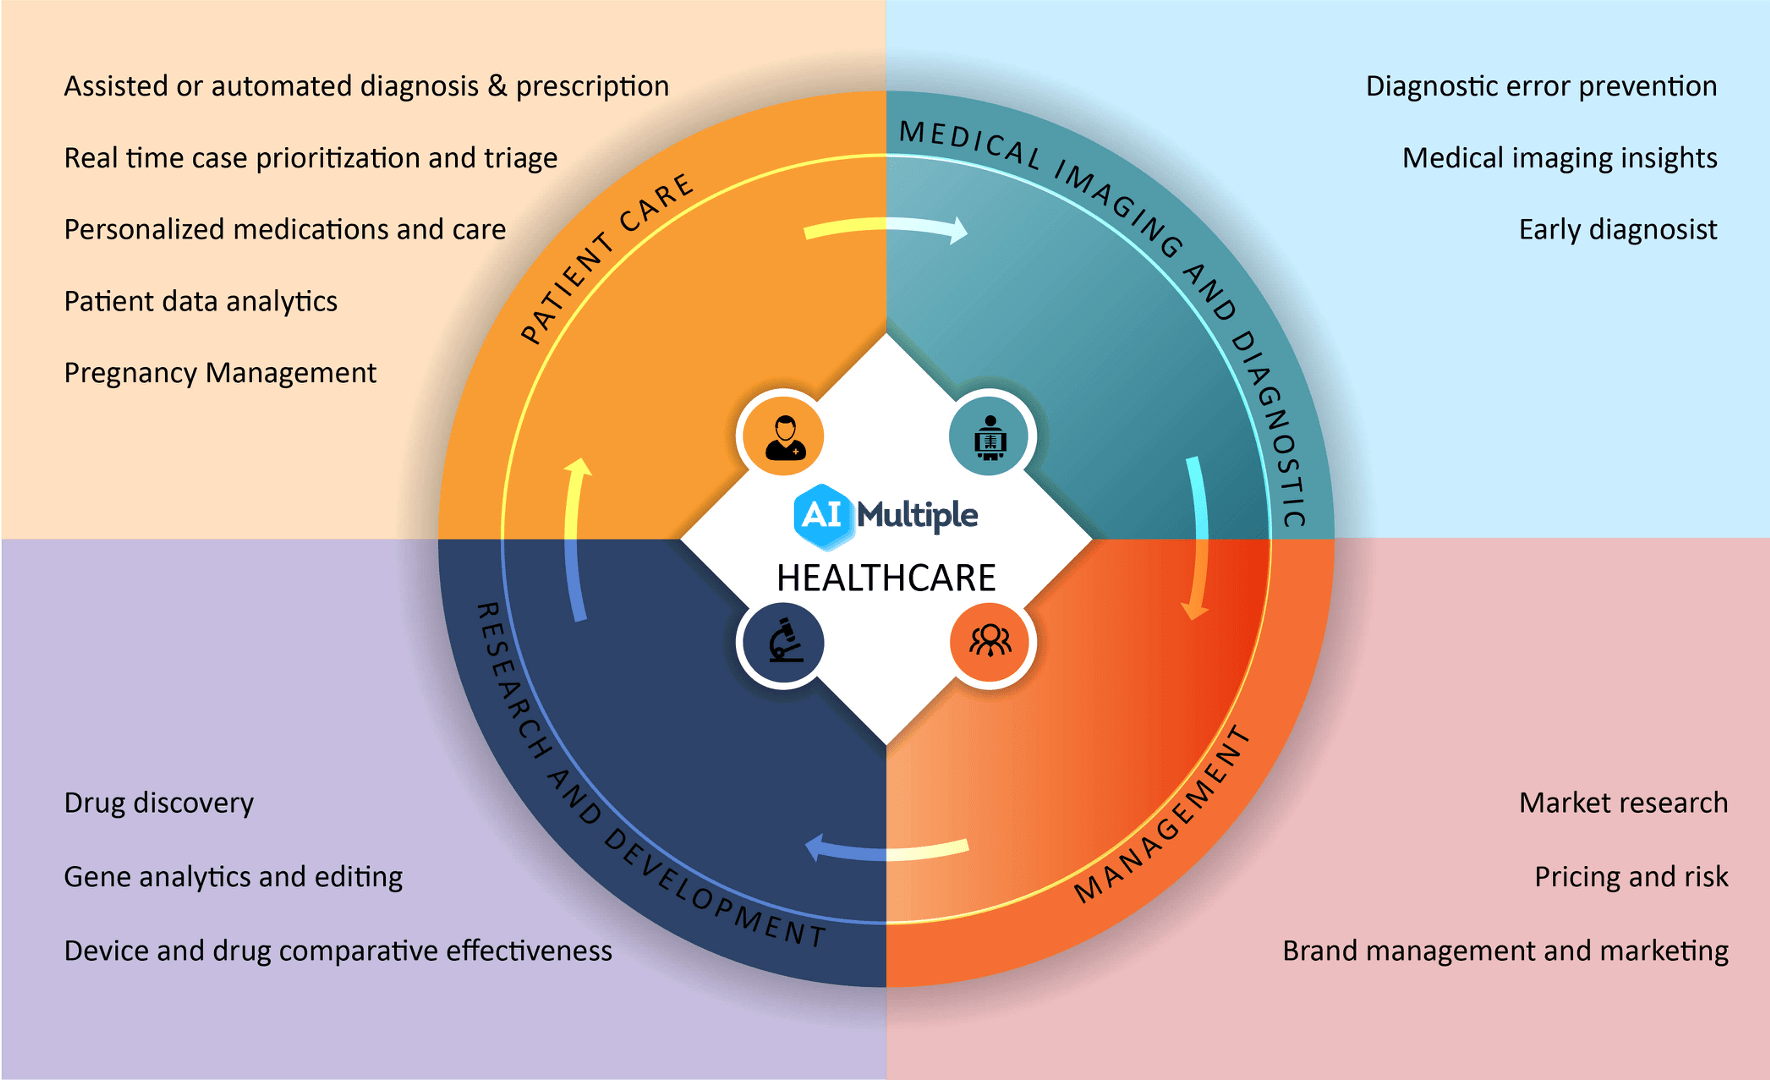 Assisted or automated diagnosis & prescription
Real time case prioritization and triage
Personalized medications and care
Patient data analytics
Pregnancy Management
PATIENT CARE
MEDICAL IMAGING AND DIAGNOSTIC
Diagnostic error prevention
Medical imaging insights
Early diagnosist
AI Multiple
HEALTHCARE
Drug discovery
Gene analytics and editing
Device and drug comparative effectiveness
RESEARCH AND DEVELOPMENT
MANAGEMENT
Market research
Pricing and risk
Brand management and marketing